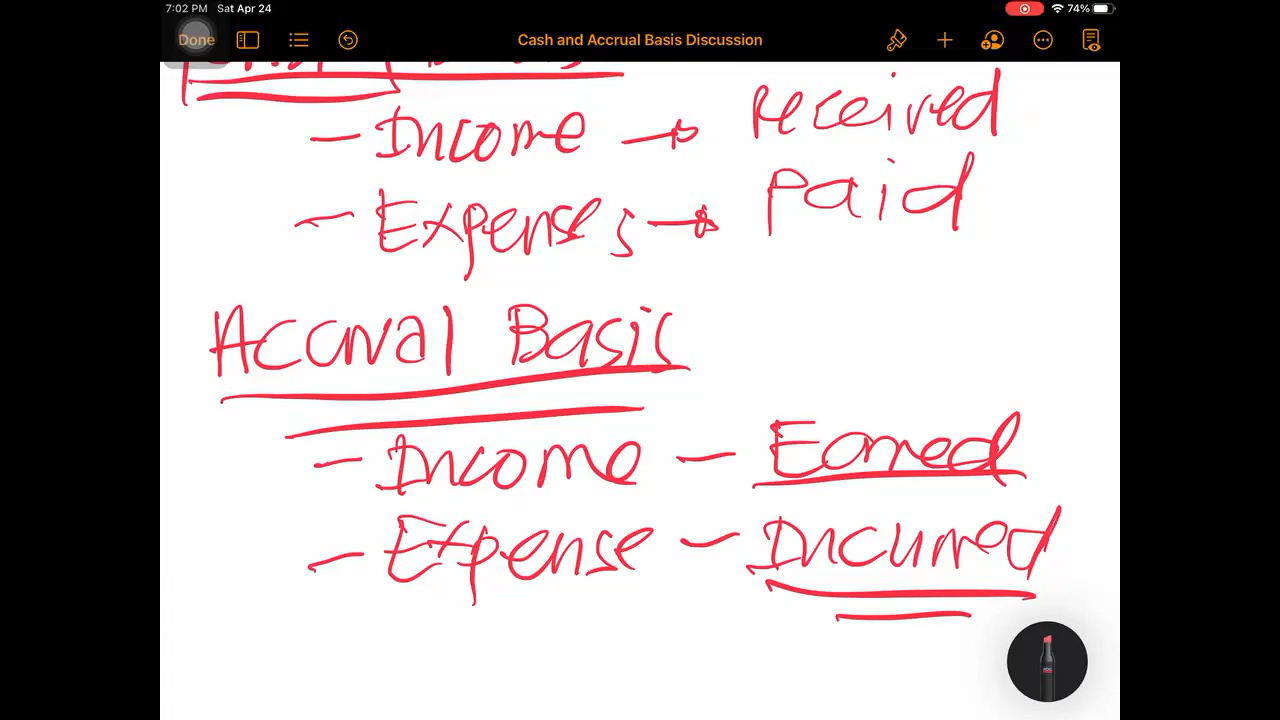 7:02 PM Sat Apr 24 74%
Done Cash and Accrual Basis Discussion
- Income → received
- Expenses → paid
Accrual Basis
- Income - Earned
- Expense - Incurred